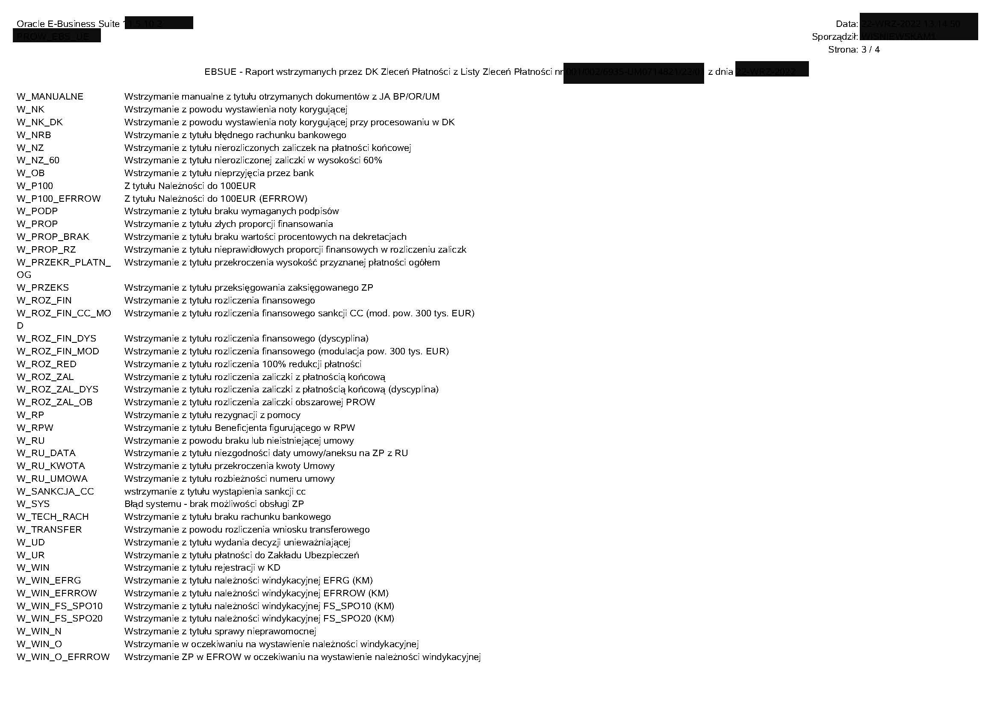 Oracle E-Business Suite
Data:
Sporządził:
Strona: 3 / 4
EBSUE - Raport wstrzymanych przez DK Zleceń Płatności z Listy Zleceń Płatności nr z dnia
W_MANUALNE Wstrzymanie manualne z tytułu otrzymanych dokumentów z JA BP/OR/UM
W_NK Wstrzymanie z powodu wystawienia noty korygującej
W_NK_DK Wstrzymanie z powodu wystawienia noty korygującej przy procesowaniu w DK
W_NRB Wstrzymanie z tytułu błędnego rachunku bankowego
W_NZ Wstrzymanie z tytułu nierozliczonych zaliczek na płatności końcowej
W_NZ_60 Wstrzymanie z tytułu nierozliczonej zaliczki w wysokości 60%
W_OB Wstrzymanie z tytułu nieprzyjęcia przez bank
W_P100 Z tytułu Należności do 100EUR
W_P100_EFRROW Z tytułu Należności do 100EUR (EFRROW)
W_PODP Wstrzymanie z tytułu braku wymaganych podpisów
W_PROP Wstrzymanie z tytułu złych proporcji finansowania
W_PROP_BRAK Wstrzymanie z tytułu braku wartości procentowych na dekretacjach
W_PROP_RZ Wstrzymanie z tytułu nieprawidłowych proporcji finansowych w rozliczeniu zaliczk
W_PRZEKR_PLATN_ Wstrzymanie z tytułu przekroczenia wysokość przyznanej płatności ogółem
OG
W_PRZEKS Wstrzymanie z tytułu przeksięgowania zaksięgowanego ZP
W_ROZ_FIN Wstrzymanie z tytułu rozliczenia finansowego
W_ROZ_FIN_CC_MO Wstrzymanie z tytułu rozliczenia finansowego sankcji CC (mod. pow. 300 tys. EUR)
D
W_ROZ_FIN_DYS Wstrzymanie z tytułu rozliczenia finansowego (dyscyplina)
W_ROZ_FIN_MOD Wstrzymanie z tytułu rozliczenia finansowego (modulacja pow. 300 tys. EUR)
W_ROZ_RED Wstrzymanie z tytułu rozliczenia 100% redukcji płatności
W_ROZ_ZAL Wstrzymanie z tytułu rozliczenia zaliczki z płatnością końcową
W_ROZ_ZAL_DYS Wstrzymanie z tytułu rozliczenia zaliczki z płatnością końcową (dyscyplina)
W_ROZ_ZAL_OB Wstrzymanie z tytułu rozliczenia zaliczki obszarowej PROW
W_RP Wstrzymanie z tytułu rezygnacji z pomocy
W_RPW Wstrzymanie z tytułu Beneficjenta figurującego w RPW
W_RU Wstrzymanie z powodu braku lub nieistniejącej umowy
W_RU_DATA Wstrzymanie z tytułu niezgodności daty umowy/aneksu na ZP z RU
W_RU_KWOTA Wstrzymanie z tytułu przekroczenia kwoty Umowy
W_RU_UMOWA Wstrzymanie z tytułu rozbieżności numeru umowy
W_SANKCJA_CC wstrzymanie z tytułu wystąpienia sankcji cc
W_SYS Błąd systemu - brak możliwości obsługi ZP
W_TECH_RACH Wstrzymanie z tytułu braku rachunku bankowego
W_TRANSFER Wstrzymanie z powodu rozliczenia wniosku transferowego
W_UD Wstrzymanie z tytułu wydania decyzji unieważniającej
W_UR Wstrzymanie z tytułu płatności do Zakładu Ubezpieczeń
W_WIN Wstrzymanie z tytułu rejestracji w KD
W_WIN_EFRG Wstrzymanie z tytułu należności windykacyjnej EFRG (KM)
W_WIN_EFRROW Wstrzymanie z tytułu należności windykacyjnej EFRROW (KM)
W_WIN_FS_SPO10 Wstrzymanie z tytułu należności windykacyjnej FS_SPO10 (KM)
W_WIN_FS_SPO20 Wstrzymanie z tytułu należności windykacyjnej FS_SPO20 (KM)
W_WIN_N Wstrzymanie z tytułu sprawy nieprawomocnej
W_WIN_O Wstrzymanie w oczekiwaniu na wystawienie należności windykacyjnej
W_WIN_O_EFRROW Wstrzymanie ZP w EFROW w oczekiwaniu na wystawienie należności windykacyjnej